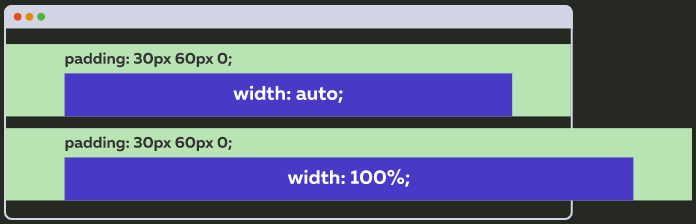 padding: 30px 60px 0;
width: auto;
padding: 30px 60px 0;
width: 100%;